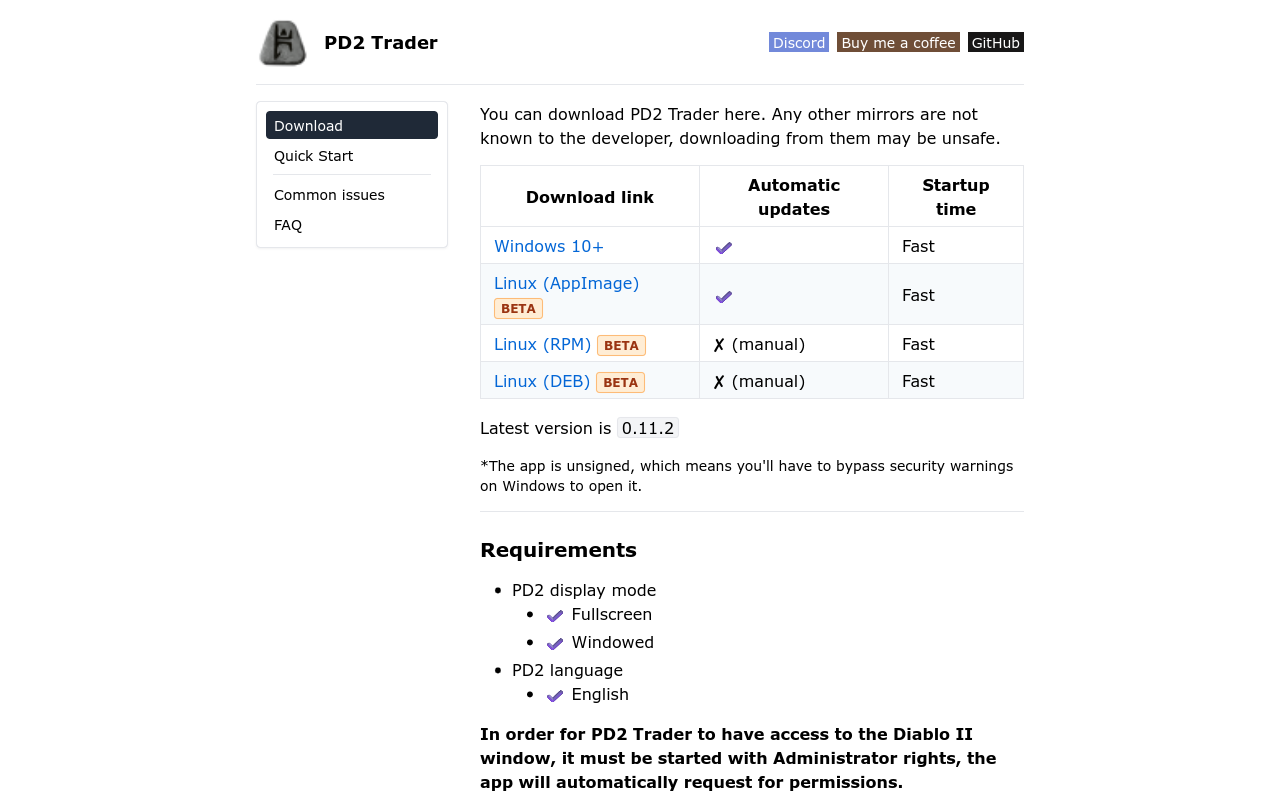 PD2 Trader
Discord
Buy me a coffee
GitHub
Download
Quick Start
Common issues
FAQ
You can download PD2 Trader here. Any other mirrors are not
known to the developer, downloading from them may be unsafe.
Download link
Automatic
updates
Startup
time
Windows 10+
Fast
Linux (AppImage)
BETA
Fast
Linux (RPM) BETA
✗ (manual)
Fast
Linux (DEB) BETA
✗ (manual)
Fast
Latest version is 0.11.2
*The app is unsigned, which means you'll have to bypass security warnings
on Windows to open it.
Requirements
PD2 display mode
Fullscreen
Windowed
PD2 language
English
In order for PD2 Trader to have access to the Diablo II
window, it must be started with Administrator rights, the
app will automatically request for permissions.